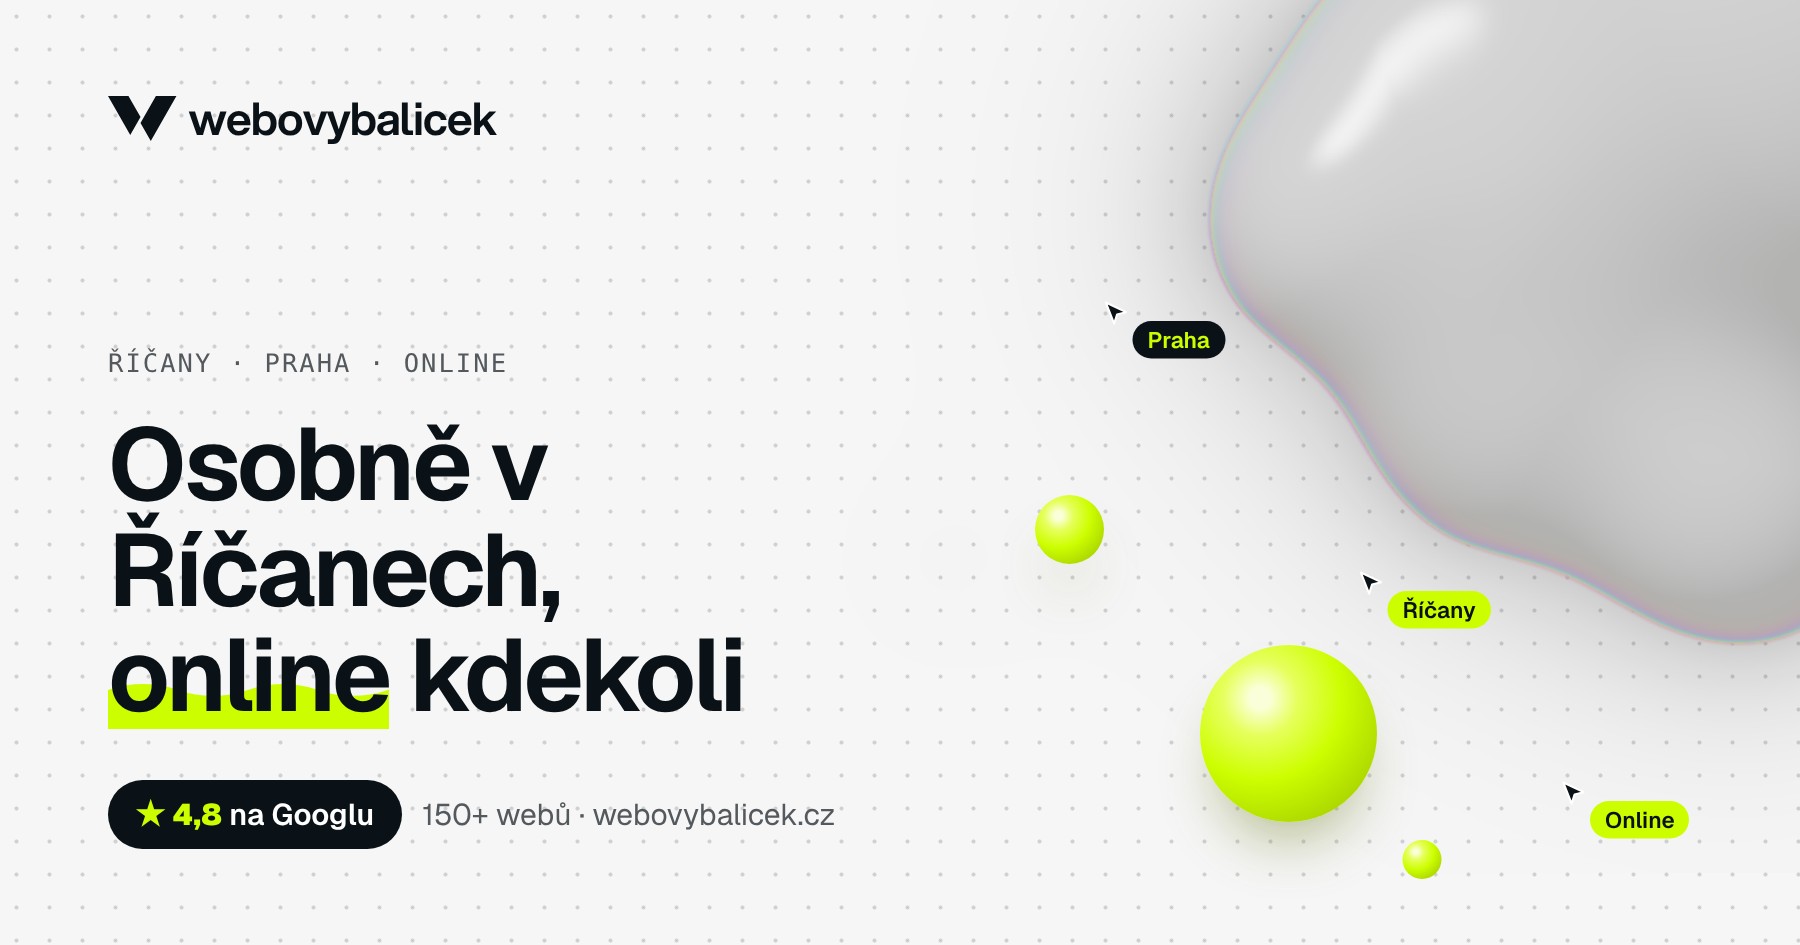 webovybalicek
ŘÍČANY · PRAHA · ONLINE
Osobně v
Říčanech,
online kdekoli
★ 4,8 na Googlu
150+ webů · webovybalicek.cz
Praha
Říčany
Online